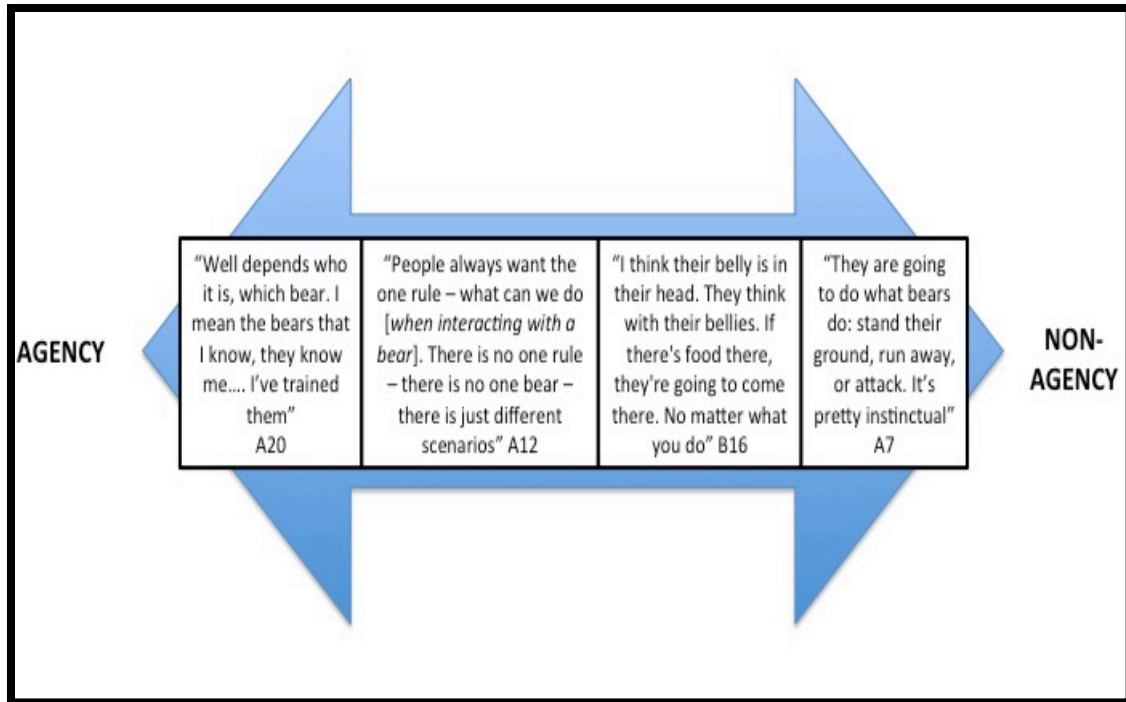 AGENCY
“Well depends who
it is, which bear. I
mean the bears that
I know, they know
me.... I’ve trained
them”
A20
“People always want the
one rule – what can we do
[when interacting with a
bear]. There is no one rule
– there is no one bear –
there is just different
scenarios” A12
“I think their belly is in
their head. They think
with their bellies. If
there's food there,
they're going to come
there. No matter what
you do” B16
“They are going
to do what bears
do: stand their
ground, run away,
or attack. It’s
pretty instinctual”
A7
NON-
AGENCY